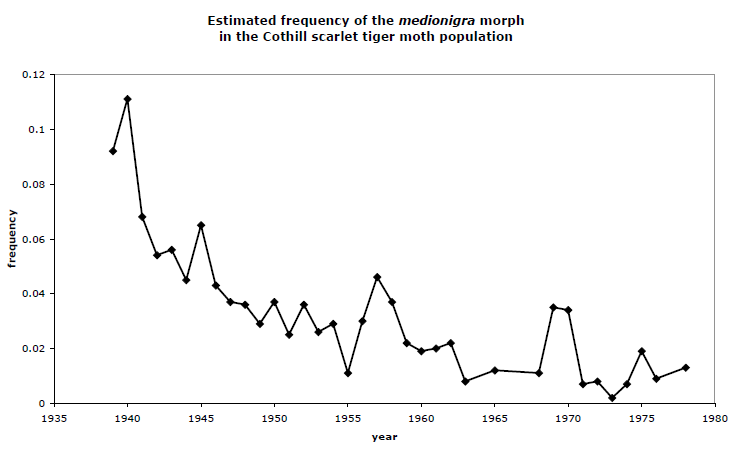 Estimated frequency of the medionigra morph
in the Cothill scarlet tiger moth population
0.12
0.1
0.08
0.06
0.04
0.02
0
frequency
1935 1940 1945 1950 1955 1960 1965 1970 1975 1980
year